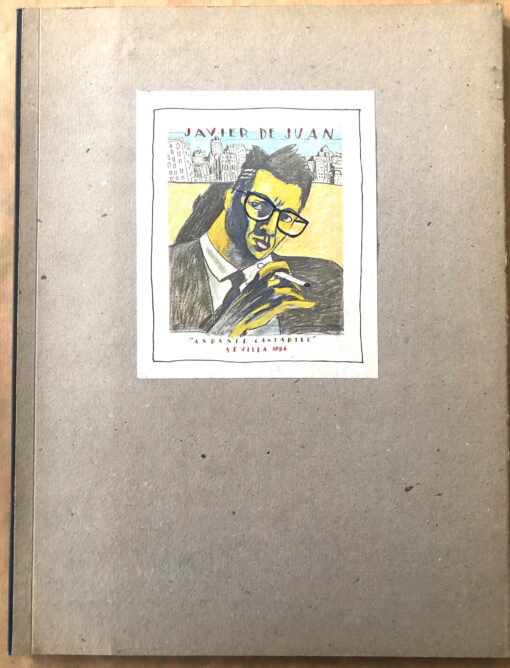 JAVIER DE JUAN
"ANDANTE CANTABILE"
SEVILLA 1986